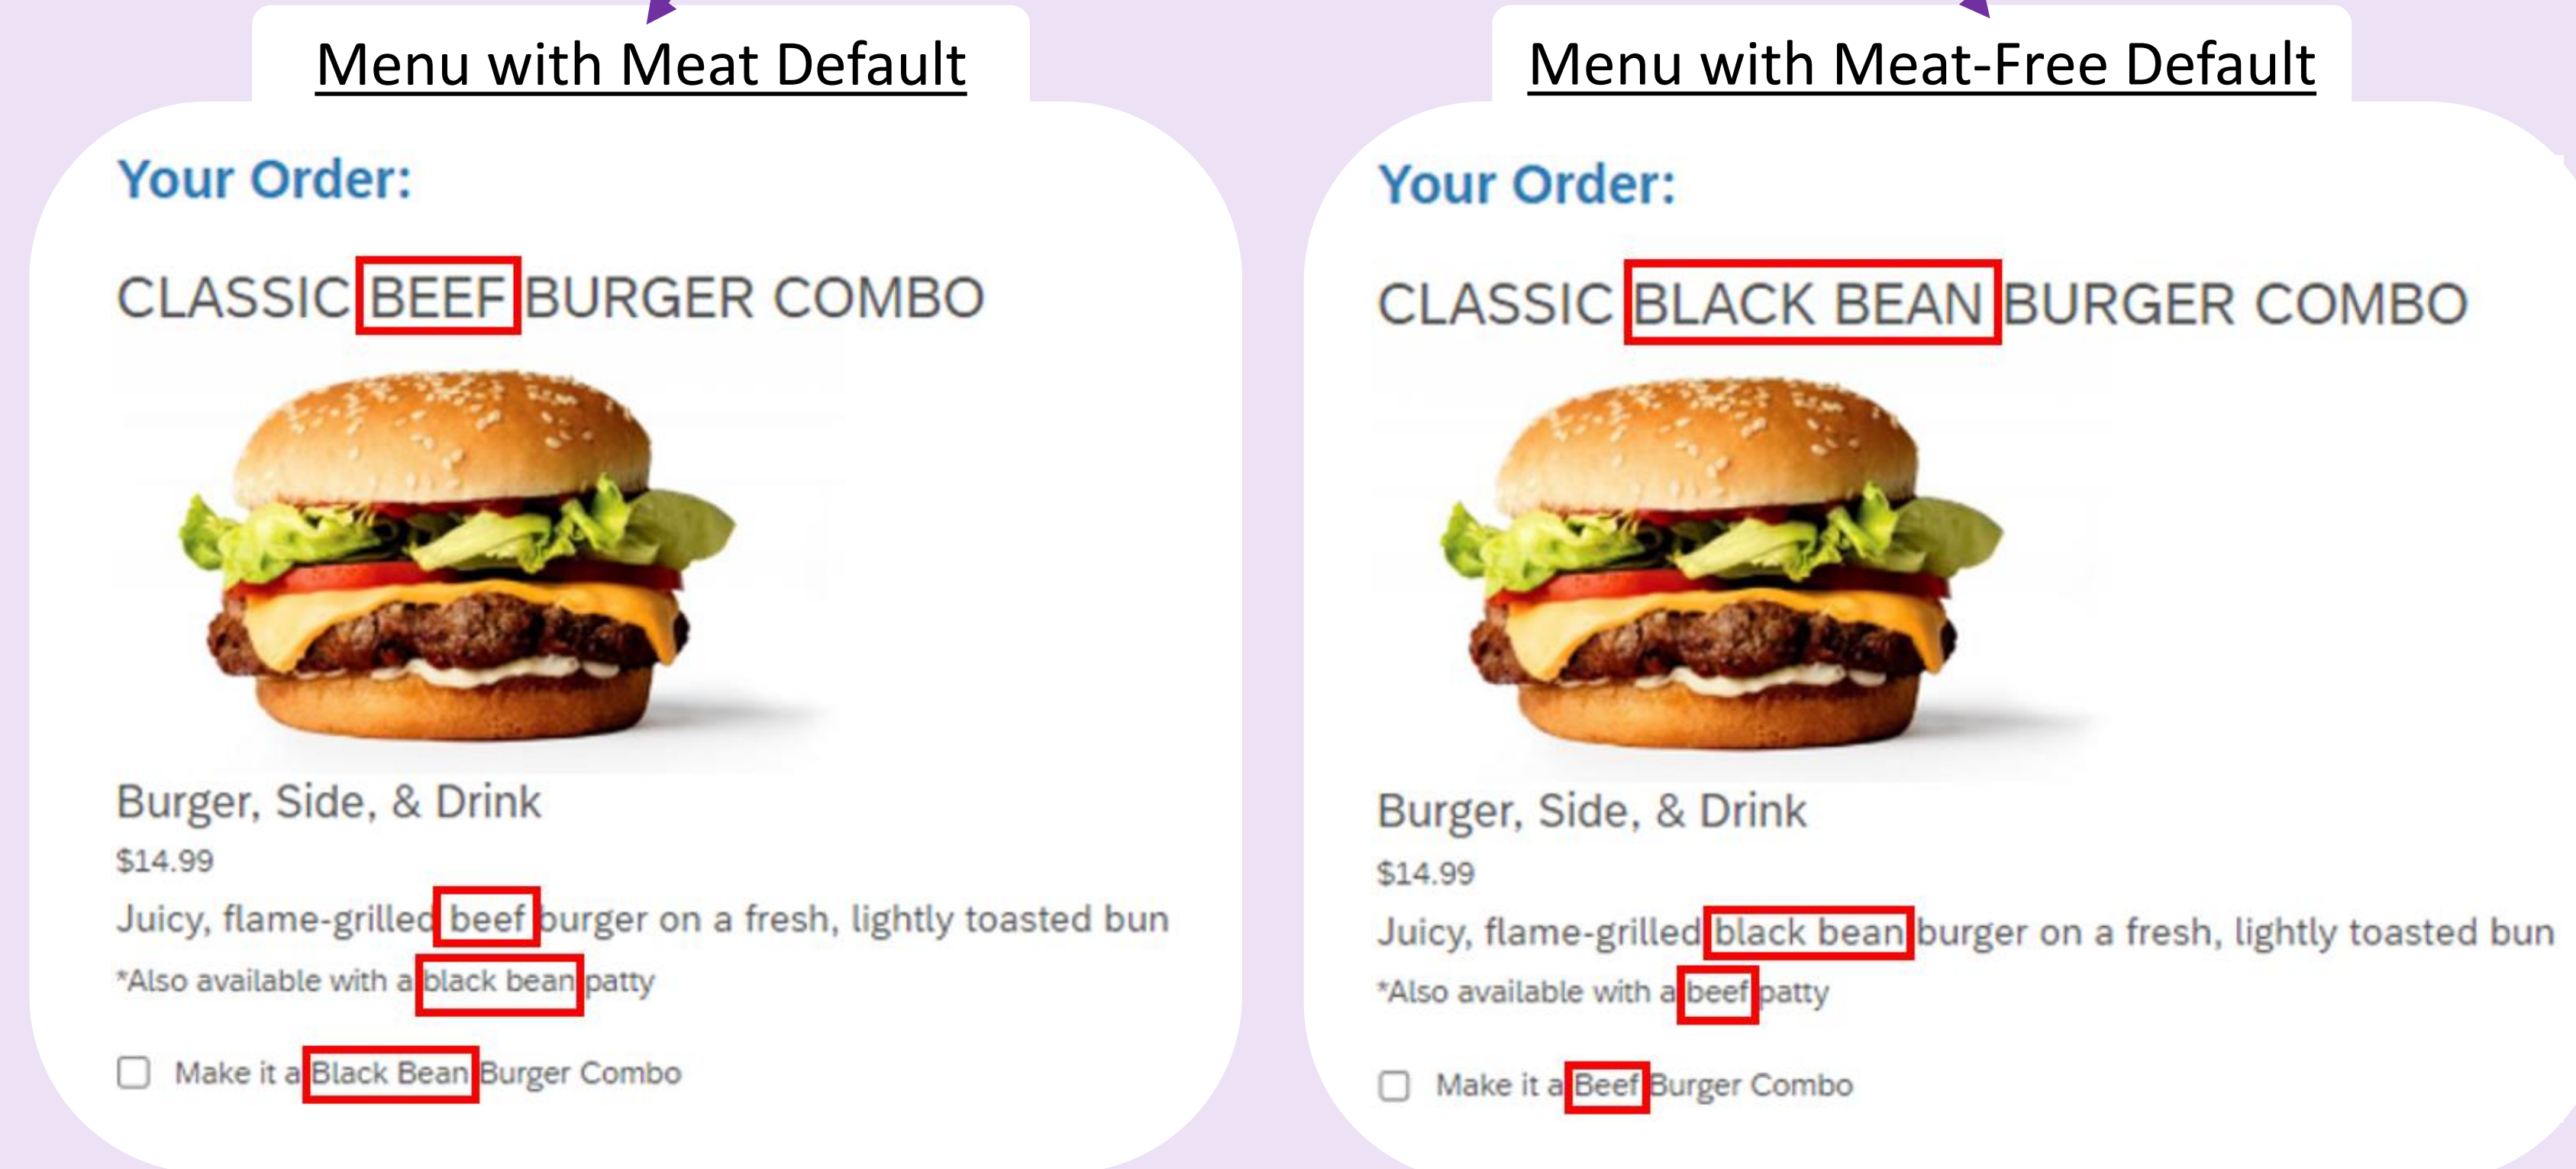 Menu with Meat Default
Your Order:
CLASSIC BEEF BURGER COMBO
Burger, Side, & Drink
$14.99
Juicy, flame-grilled beef burger on a fresh, lightly toasted bun
*Also available with a black bean patty
Make it a Black Bean Burger Combo
Menu with Meat-Free Default
Your Order:
CLASSIC BLACK BEAN BURGER COMBO
Burger, Side, & Drink
$14.99
Juicy, flame-grilled black bean burger on a fresh, lightly toasted bun
*Also available with a beef patty
Make it a Beef Burger Combo